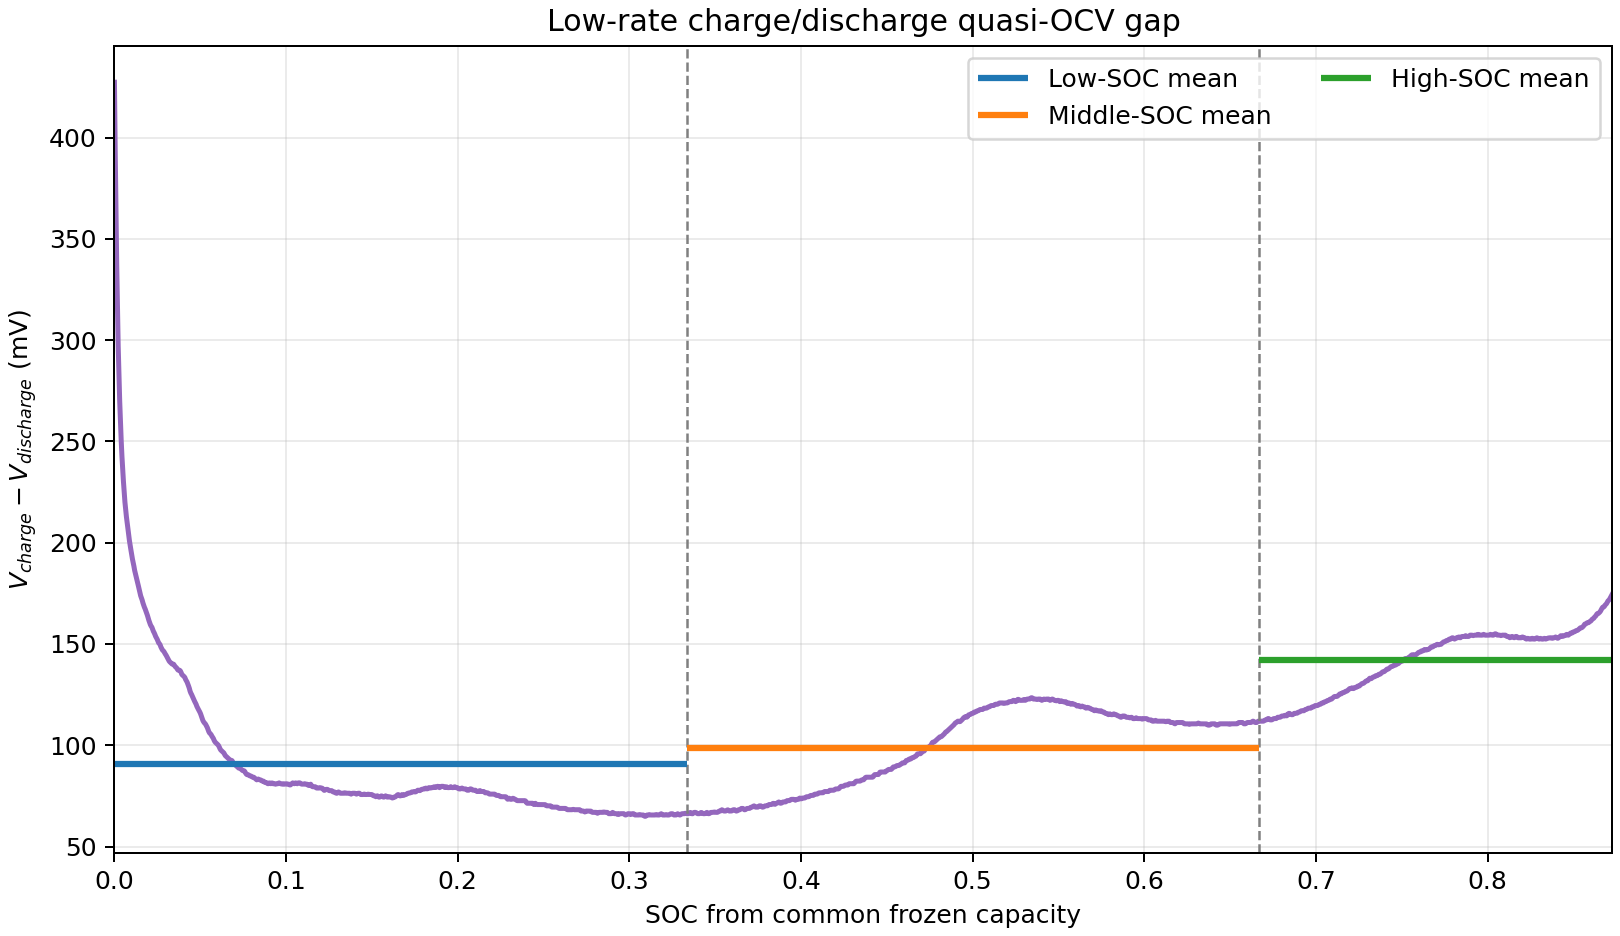 Low-rate charge/discharge quasi-OCV gap
Low-SOC mean
Middle-SOC mean
High-SOC mean
400
350
300
250
200
150
100
50
V_charge − V_discharge (mV)
0.0 0.1 0.2 0.3 0.4 0.5 0.6 0.7 0.8
SOC from common frozen capacity